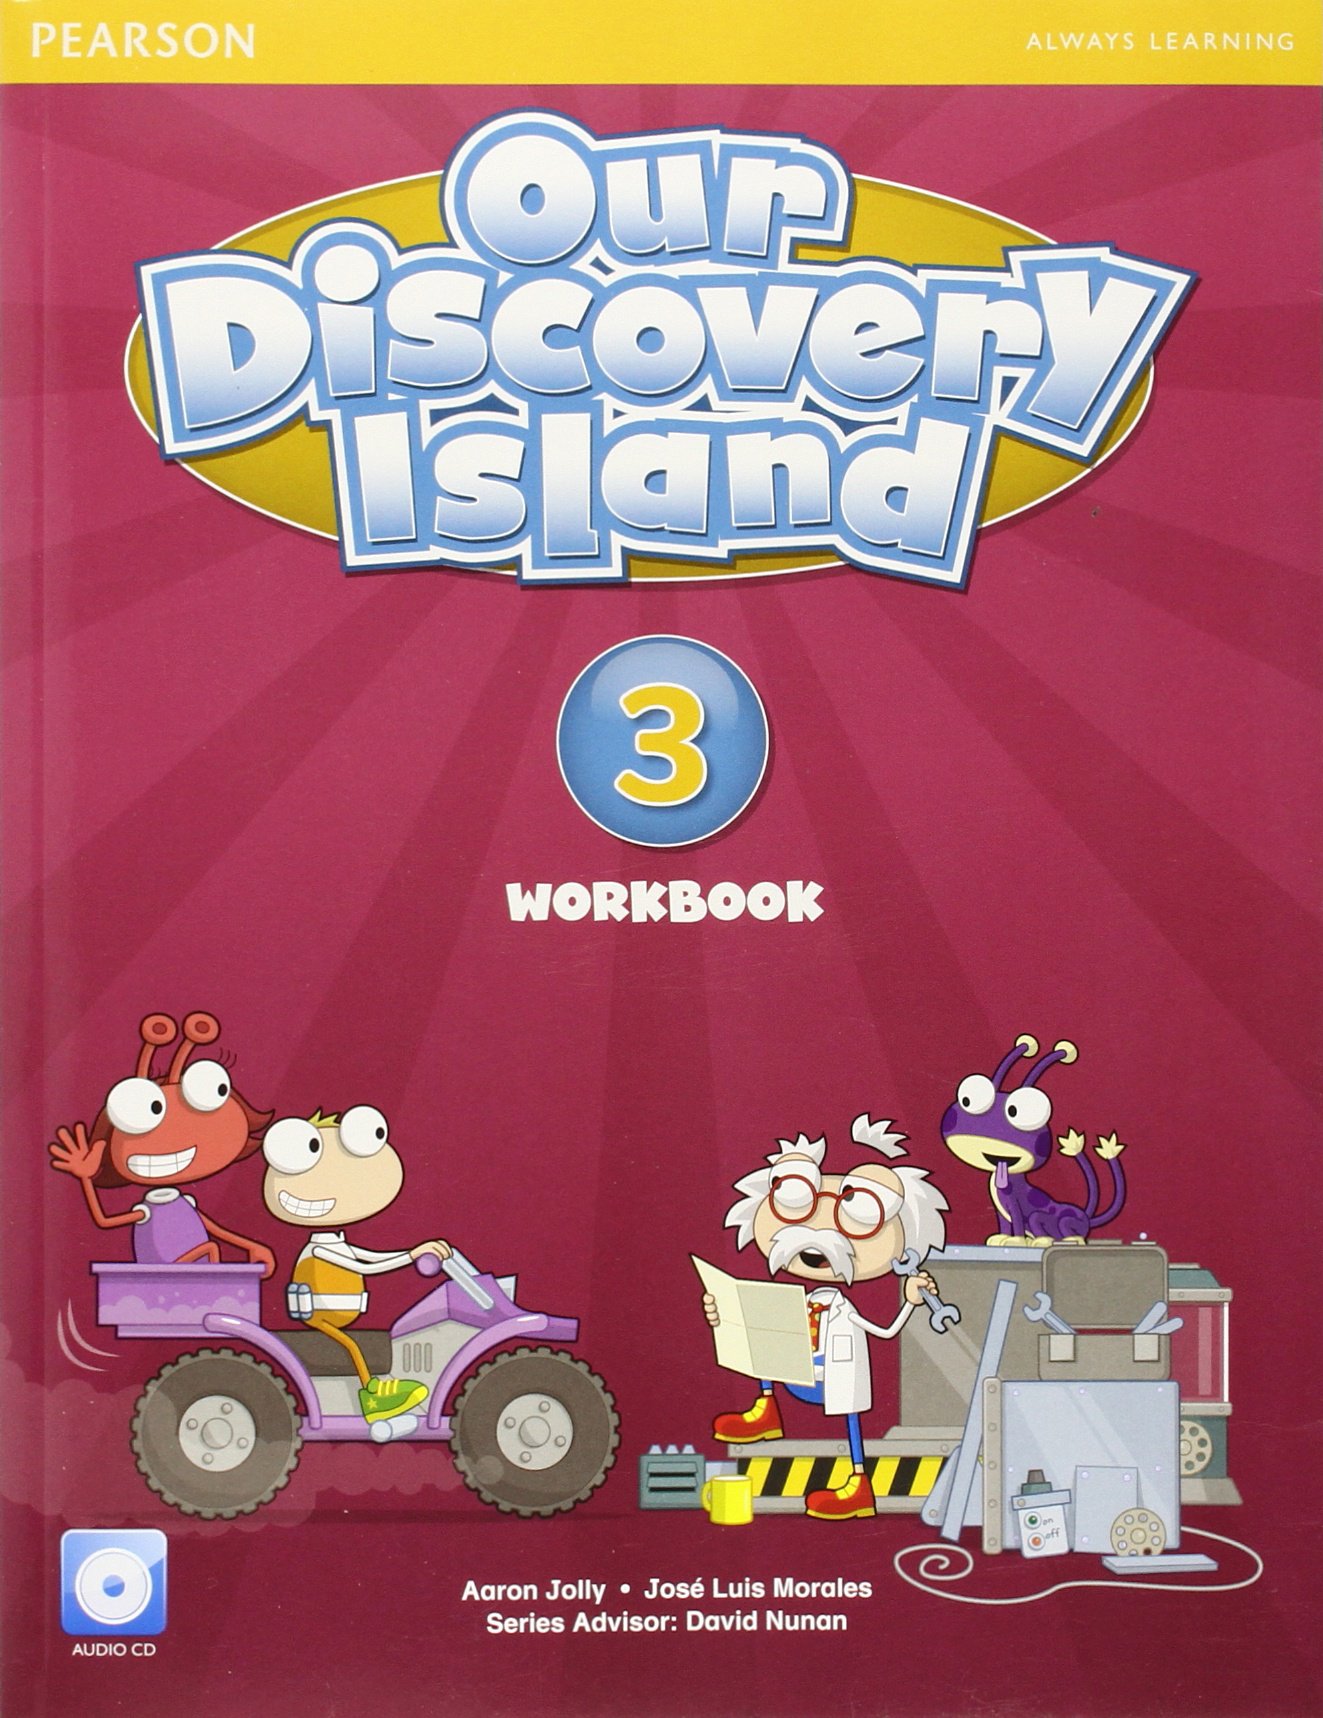 PEARSON
ALWAYS LEARNING
Our
Discovery
Island
3
WORKBOOK
on
off
Aaron Jolly • José Luis Morales
Series Advisor: David Nunan
AUDIO CD